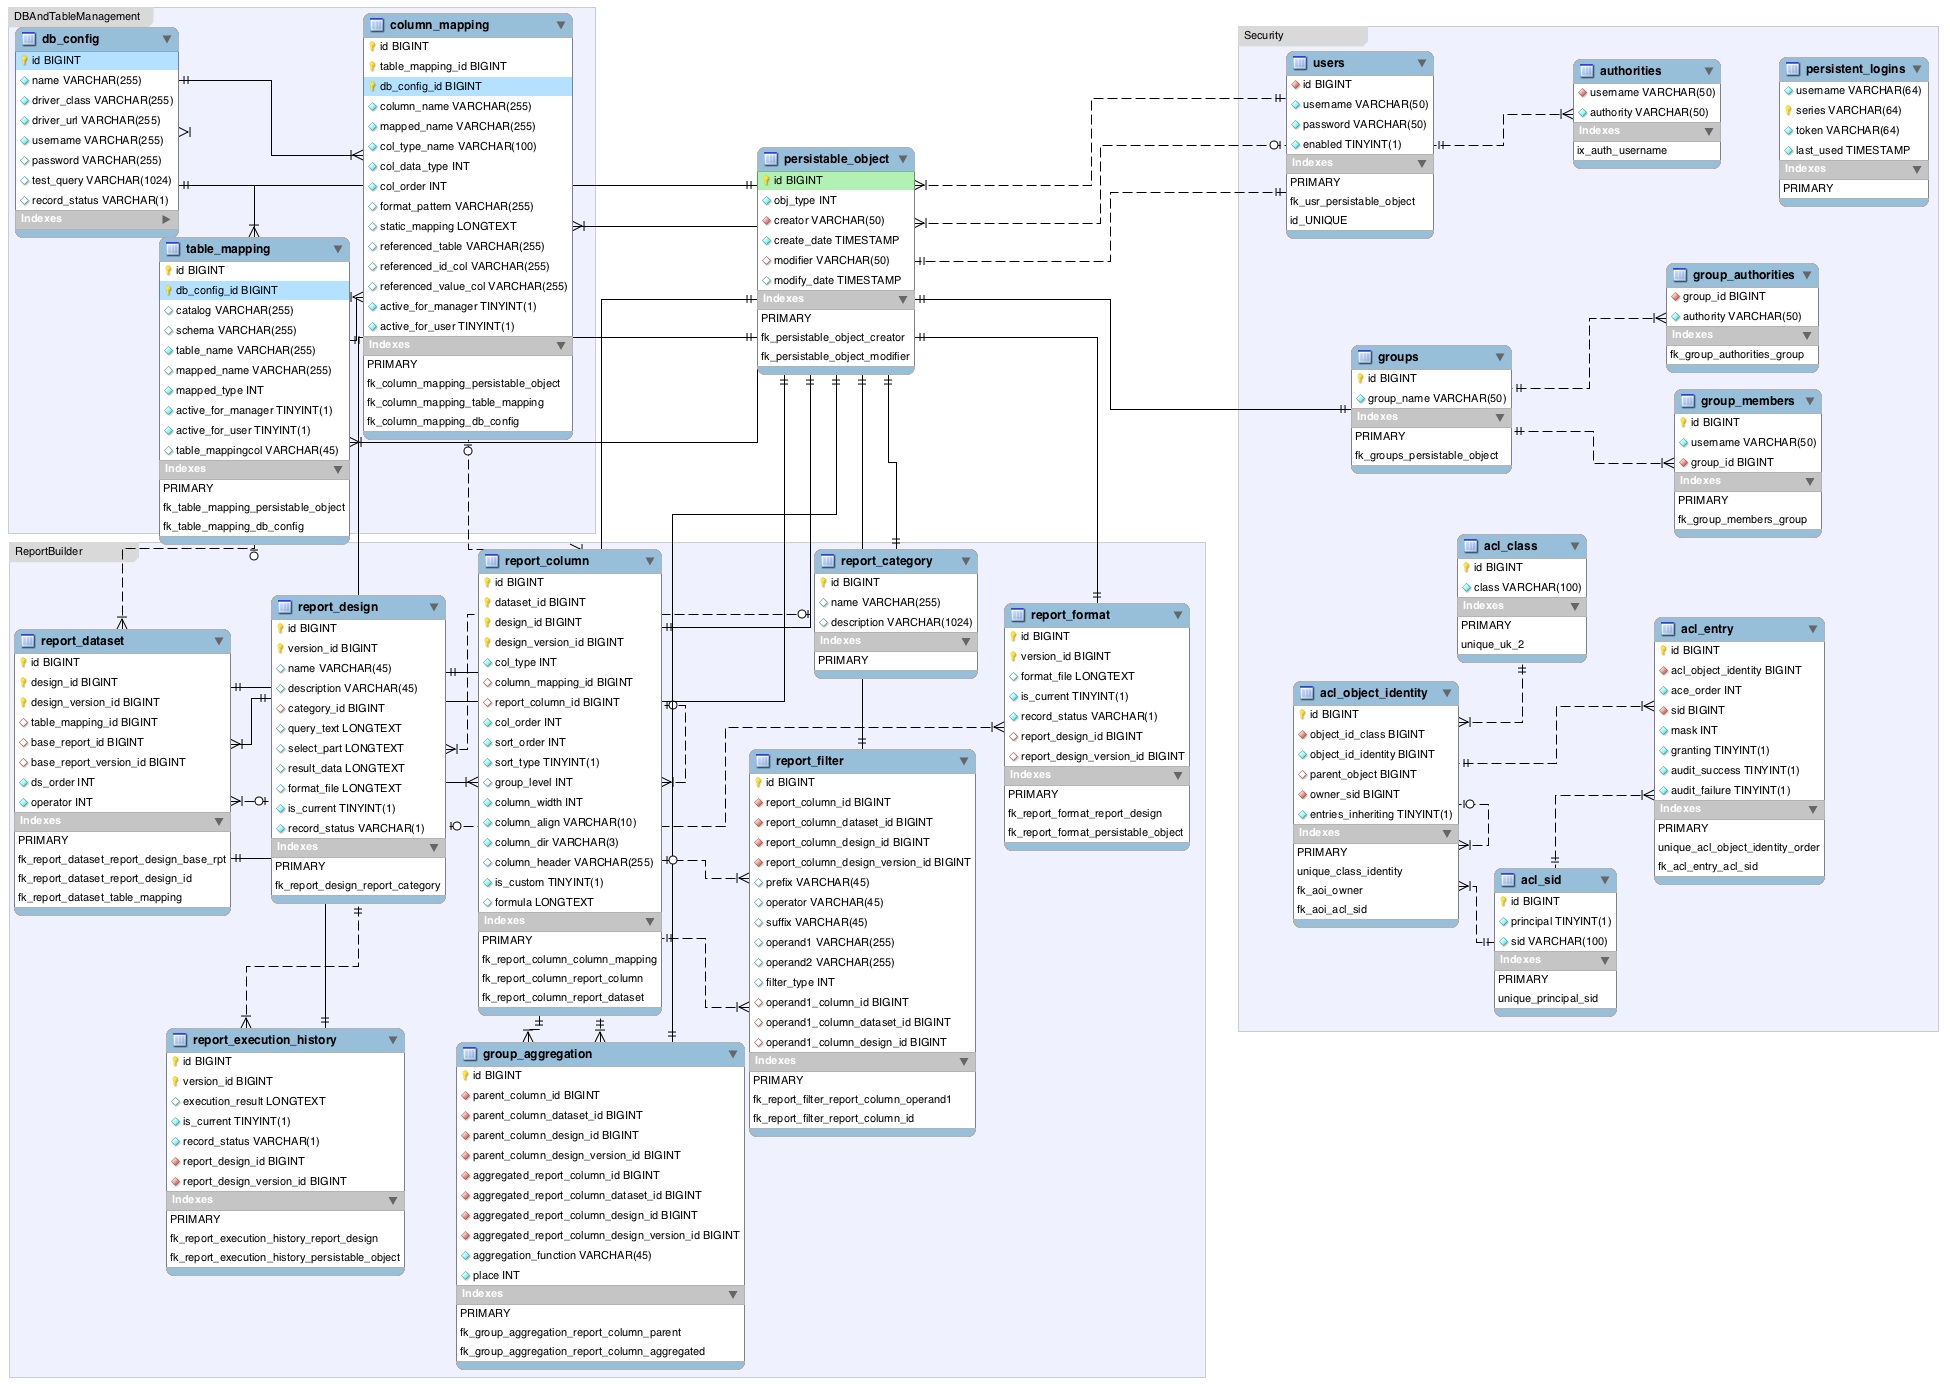 DBAndTableManagement
db_config
id BIGINT
name VARCHAR(255)
driver_class VARCHAR(255)
driver_url VARCHAR(255)
username VARCHAR(255)
password VARCHAR(255)
test_query VARCHAR(1024)
record_status VARCHAR(1)
Indexes
column_mapping
id BIGINT
table_mapping_id BIGINT
db_config_id BIGINT
column_name VARCHAR(255)
mapped_name VARCHAR(255)
col_type_name VARCHAR(100)
col_data_type INT
col_order INT
format_pattern VARCHAR(255)
static_mapping LONGTEXT
referenced_table VARCHAR(255)
referenced_id_col VARCHAR(255)
referenced_value_col VARCHAR(255)
active_for_manager TINYINT(1)
active_for_user TINYINT(1)
Indexes
PRIMARY
fk_column_mapping_persistable_object
fk_column_mapping_table_mapping
fk_column_mapping_db_config
table_mapping
id BIGINT
db_config_id BIGINT
catalog VARCHAR(255)
schema VARCHAR(255)
table_name VARCHAR(255)
mapped_name VARCHAR(255)
mapped_type INT
active_for_manager TINYINT(1)
active_for_user TINYINT(1)
table_mappingcol VARCHAR(45)
Indexes
PRIMARY
fk_table_mapping_persistable_object
fk_table_mapping_db_config
persistable_object
id BIGINT
obj_type INT
creator VARCHAR(50)
create_date TIMESTAMP
modifier VARCHAR(50)
modify_date TIMESTAMP
Indexes
PRIMARY
fk_persistable_object_creator
fk_persistable_object_modifier
Security
users
id BIGINT
username VARCHAR(50)
password VARCHAR(50)
enabled TINYINT(1)
Indexes
PRIMARY
fk_usr_persistable_object
id_UNIQUE
authorities
username VARCHAR(50)
authority VARCHAR(50)
Indexes
ix_auth_username
persistent_logins
username VARCHAR(64)
series VARCHAR(64)
token VARCHAR(64)
last_used TIMESTAMP
Indexes
PRIMARY
group_authorities
group_id BIGINT
authority VARCHAR(50)
Indexes
fk_group_authorities_group
groups
id BIGINT
group_name VARCHAR(50)
Indexes
PRIMARY
fk_groups_persistable_object
group_members
id BIGINT
username VARCHAR(50)
group_id BIGINT
Indexes
PRIMARY
fk_group_members_group
acl_class
id BIGINT
class VARCHAR(100)
Indexes
PRIMARY
unique_uk_2
acl_entry
id BIGINT
acl_object_identity BIGINT
ace_order INT
sid BIGINT
mask INT
granting TINYINT(1)
audit_success TINYINT(1)
audit_failure TINYINT(1)
Indexes
PRIMARY
unique_acl_object_identity_order
fk_acl_entry_acl_sid
acl_object_identity
id BIGINT
object_id_class BIGINT
object_id_identity BIGINT
parent_object BIGINT
owner_sid BIGINT
entries_inheriting TINYINT(1)
Indexes
PRIMARY
unique_class_identity
fk_aoi_owner
fk_aoi_acl_sid
acl_sid
id BIGINT
principal TINYINT(1)
sid VARCHAR(100)
Indexes
PRIMARY
unique_principal_sid
ReportBuilder
report_dataset
id BIGINT
design_id BIGINT
design_version_id BIGINT
table_mapping_id BIGINT
base_report_id BIGINT
base_report_version_id BIGINT
ds_order INT
operator INT
Indexes
PRIMARY
fk_report_dataset_report_design_base_rpt
fk_report_dataset_report_design_id
fk_report_dataset_table_mapping
report_design
id BIGINT
version_id BIGINT
name VARCHAR(45)
description VARCHAR(45)
category_id BIGINT
query_text LONGTEXT
select_part LONGTEXT
result_data LONGTEXT
format_file LONGTEXT
is_current TINYINT(1)
record_status VARCHAR(1)
Indexes
PRIMARY
fk_report_design_report_category
report_column
id BIGINT
dataset_id BIGINT
design_id BIGINT
design_version_id BIGINT
col_type INT
column_mapping_id BIGINT
report_column_id BIGINT
col_order INT
sort_order INT
sort_type TINYINT(1)
group_level INT
column_width INT
column_align VARCHAR(10)
column_dir VARCHAR(3)
column_header VARCHAR(255)
is_custom TINYINT(1)
formula LONGTEXT
Indexes
PRIMARY
fk_report_column_column_mapping
fk_report_column_report_column
fk_report_column_report_dataset
report_category
id BIGINT
name VARCHAR(255)
description VARCHAR(1024)
Indexes
PRIMARY
report_format
id BIGINT
version_id BIGINT
format_file LONGTEXT
is_current TINYINT(1)
record_status VARCHAR(1)
report_design_id BIGINT
report_design_version_id BIGINT
Indexes
PRIMARY
fk_report_format_report_design
fk_report_format_persistable_object
report_filter
id BIGINT
report_column_id BIGINT
report_column_dataset_id BIGINT
report_column_design_id BIGINT
report_column_design_version_id BIGINT
prefix VARCHAR(45)
operator VARCHAR(45)
suffix VARCHAR(45)
operand1 VARCHAR(255)
operand2 VARCHAR(255)
filter_type INT
operand1_column_id BIGINT
operand1_column_dataset_id BIGINT
operand1_column_design_id BIGINT
Indexes
PRIMARY
fk_report_filter_report_column_operand1
fk_report_filter_report_column_id
report_execution_history
id BIGINT
version_id BIGINT
execution_result LONGTEXT
is_current TINYINT(1)
record_status VARCHAR(1)
report_design_id BIGINT
report_design_version_id BIGINT
Indexes
PRIMARY
fk_report_execution_history_report_design
fk_report_execution_history_persistable_object
group_aggregation
id BIGINT
parent_column_id BIGINT
parent_column_dataset_id BIGINT
parent_column_design_id BIGINT
parent_column_design_version_id BIGINT
aggregated_report_column_id BIGINT
aggregated_report_column_dataset_id BIGINT
aggregated_report_column_design_id BIGINT
aggregated_report_column_design_version_id BIGINT
aggregation_function VARCHAR(45)
place INT
Indexes
PRIMARY
fk_group_aggregation_report_column_parent
fk_group_aggregation_report_column_aggregated